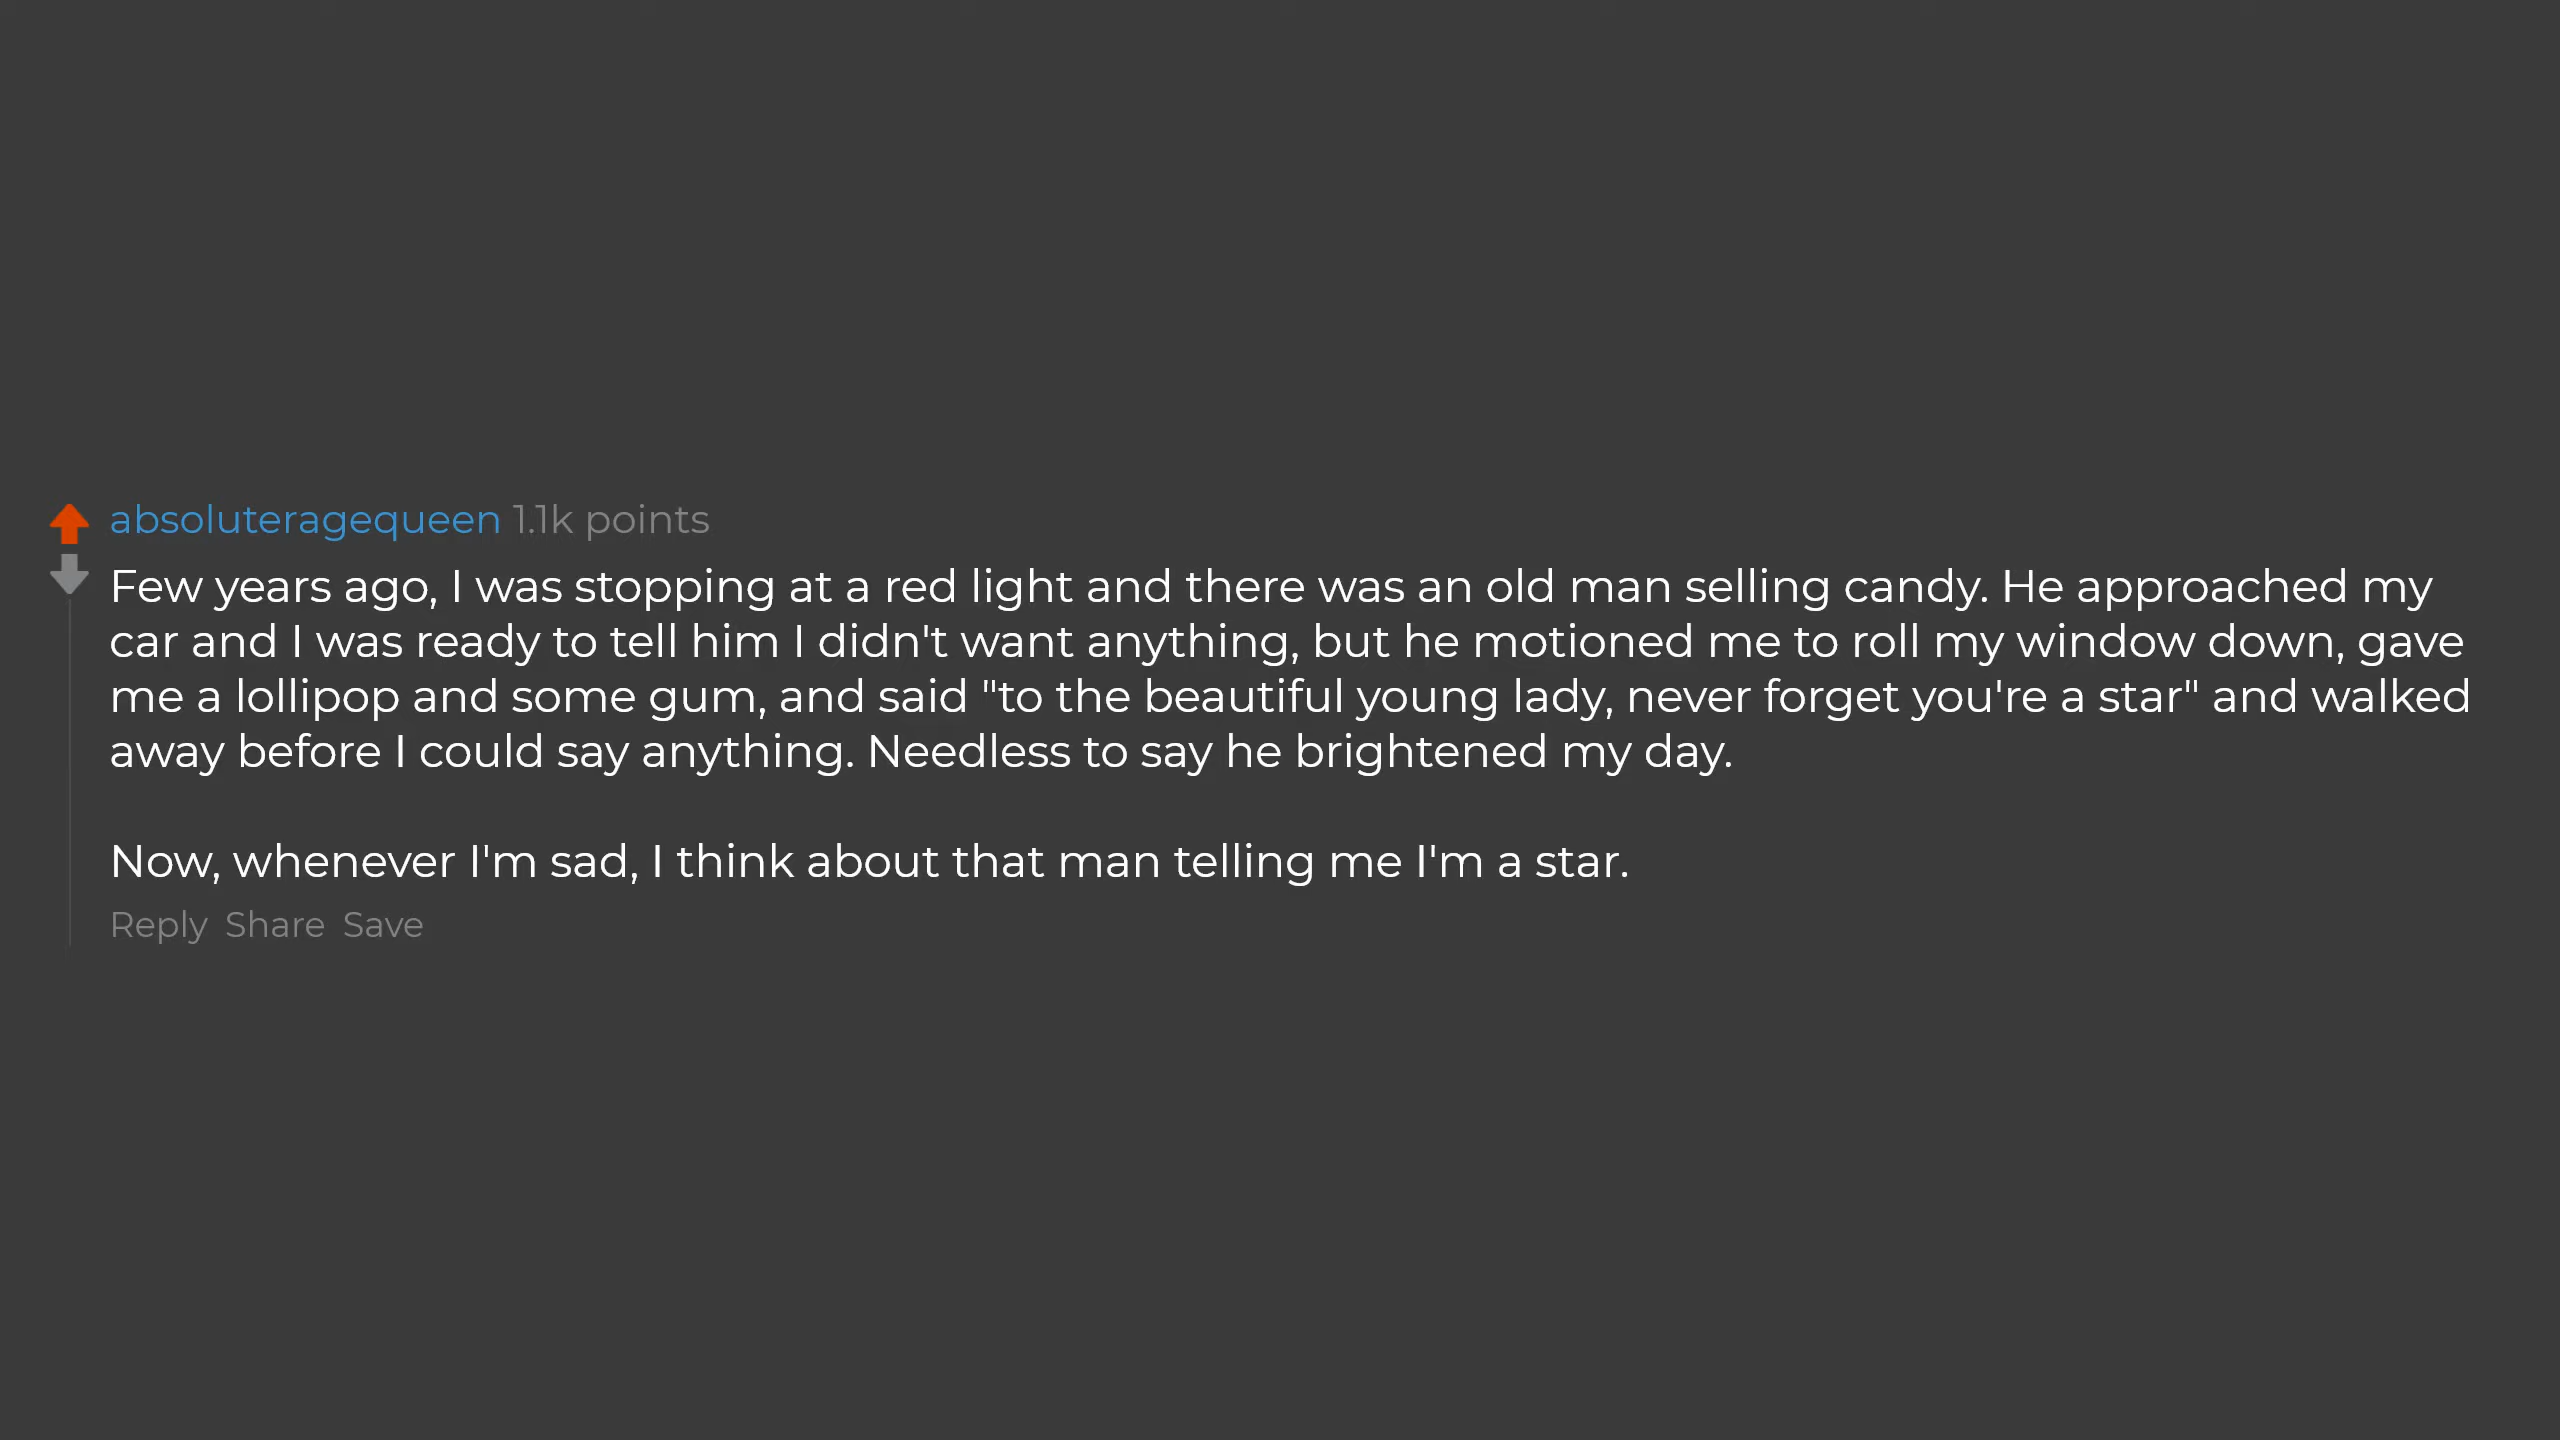 absoluteragequeen 1.1k points
Few years ago, I was stopping at a red light and there was an old man selling candy. He approached my
car and I was ready to tell him I didn't want anything, but he motioned me to roll my window down, gave
me a lollipop and some gum, and said "to the beautiful young lady, never forget you're a star" and walked
away before I could say anything. Needless to say he brightened my day.
Now, whenever I'm sad, I think about that man telling me I'm a star.
Reply Share Save